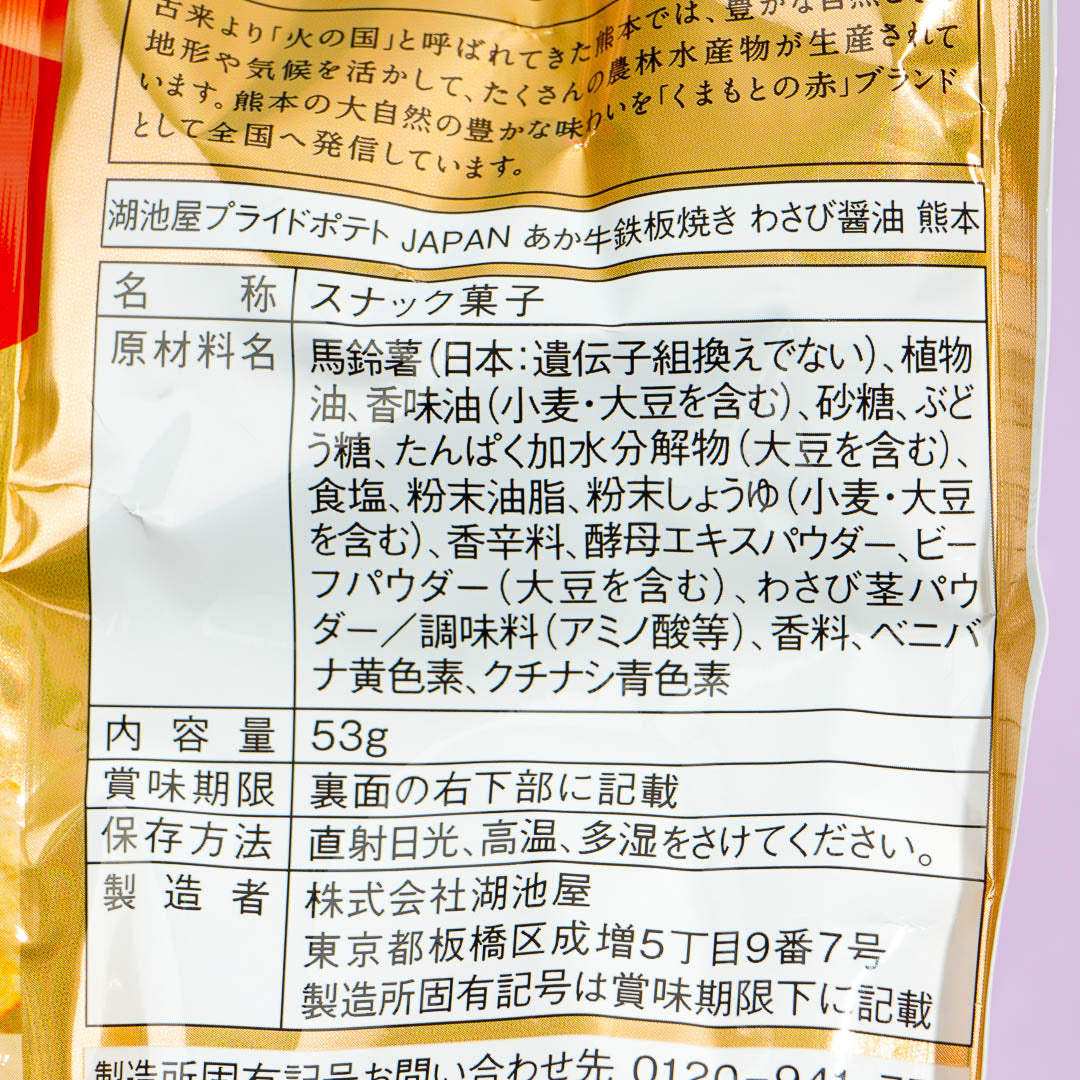 古来より「火の国」と呼ばれてきた熊本では、豊かな自然と
地形や気候を活かして、たくさんの農林水産物が生産されて
います。熊本の大自然の豊かな味わいを「くまもとの赤」ブランド
として全国へ発信しています。
湖池屋プライドポテト JAPAN あか牛鉄板焼き わさび醤油 熊本
名称 スナック菓子
原材料名 馬鈴薯(日本:遺伝子組換えでない)、植物
油、香味油(小麦・大豆を含む)、砂糖、ぶど
う糖、たんぱく加水分解物(大豆を含む)、
食塩、粉末油脂、粉末しょうゆ(小麦・大豆
を含む)、香辛料、酵母エキスパウダー、ビー
フパウダー(大豆を含む)、わさび茎パウ
ダー/調味料(アミノ酸等)、香料、ベニバ
ナ黄色素、クチナシ青色素
内容量 53g
賞味期限 裏面の右下部に記載
保存方法 直射日光、高温、多湿をさけてください。
製造者 株式会社湖池屋
東京都板橋区成増5丁目9番7号
製造所固有記号は賞味期限下に記載
製造所固有記号お問い合わせ先 0120-941-